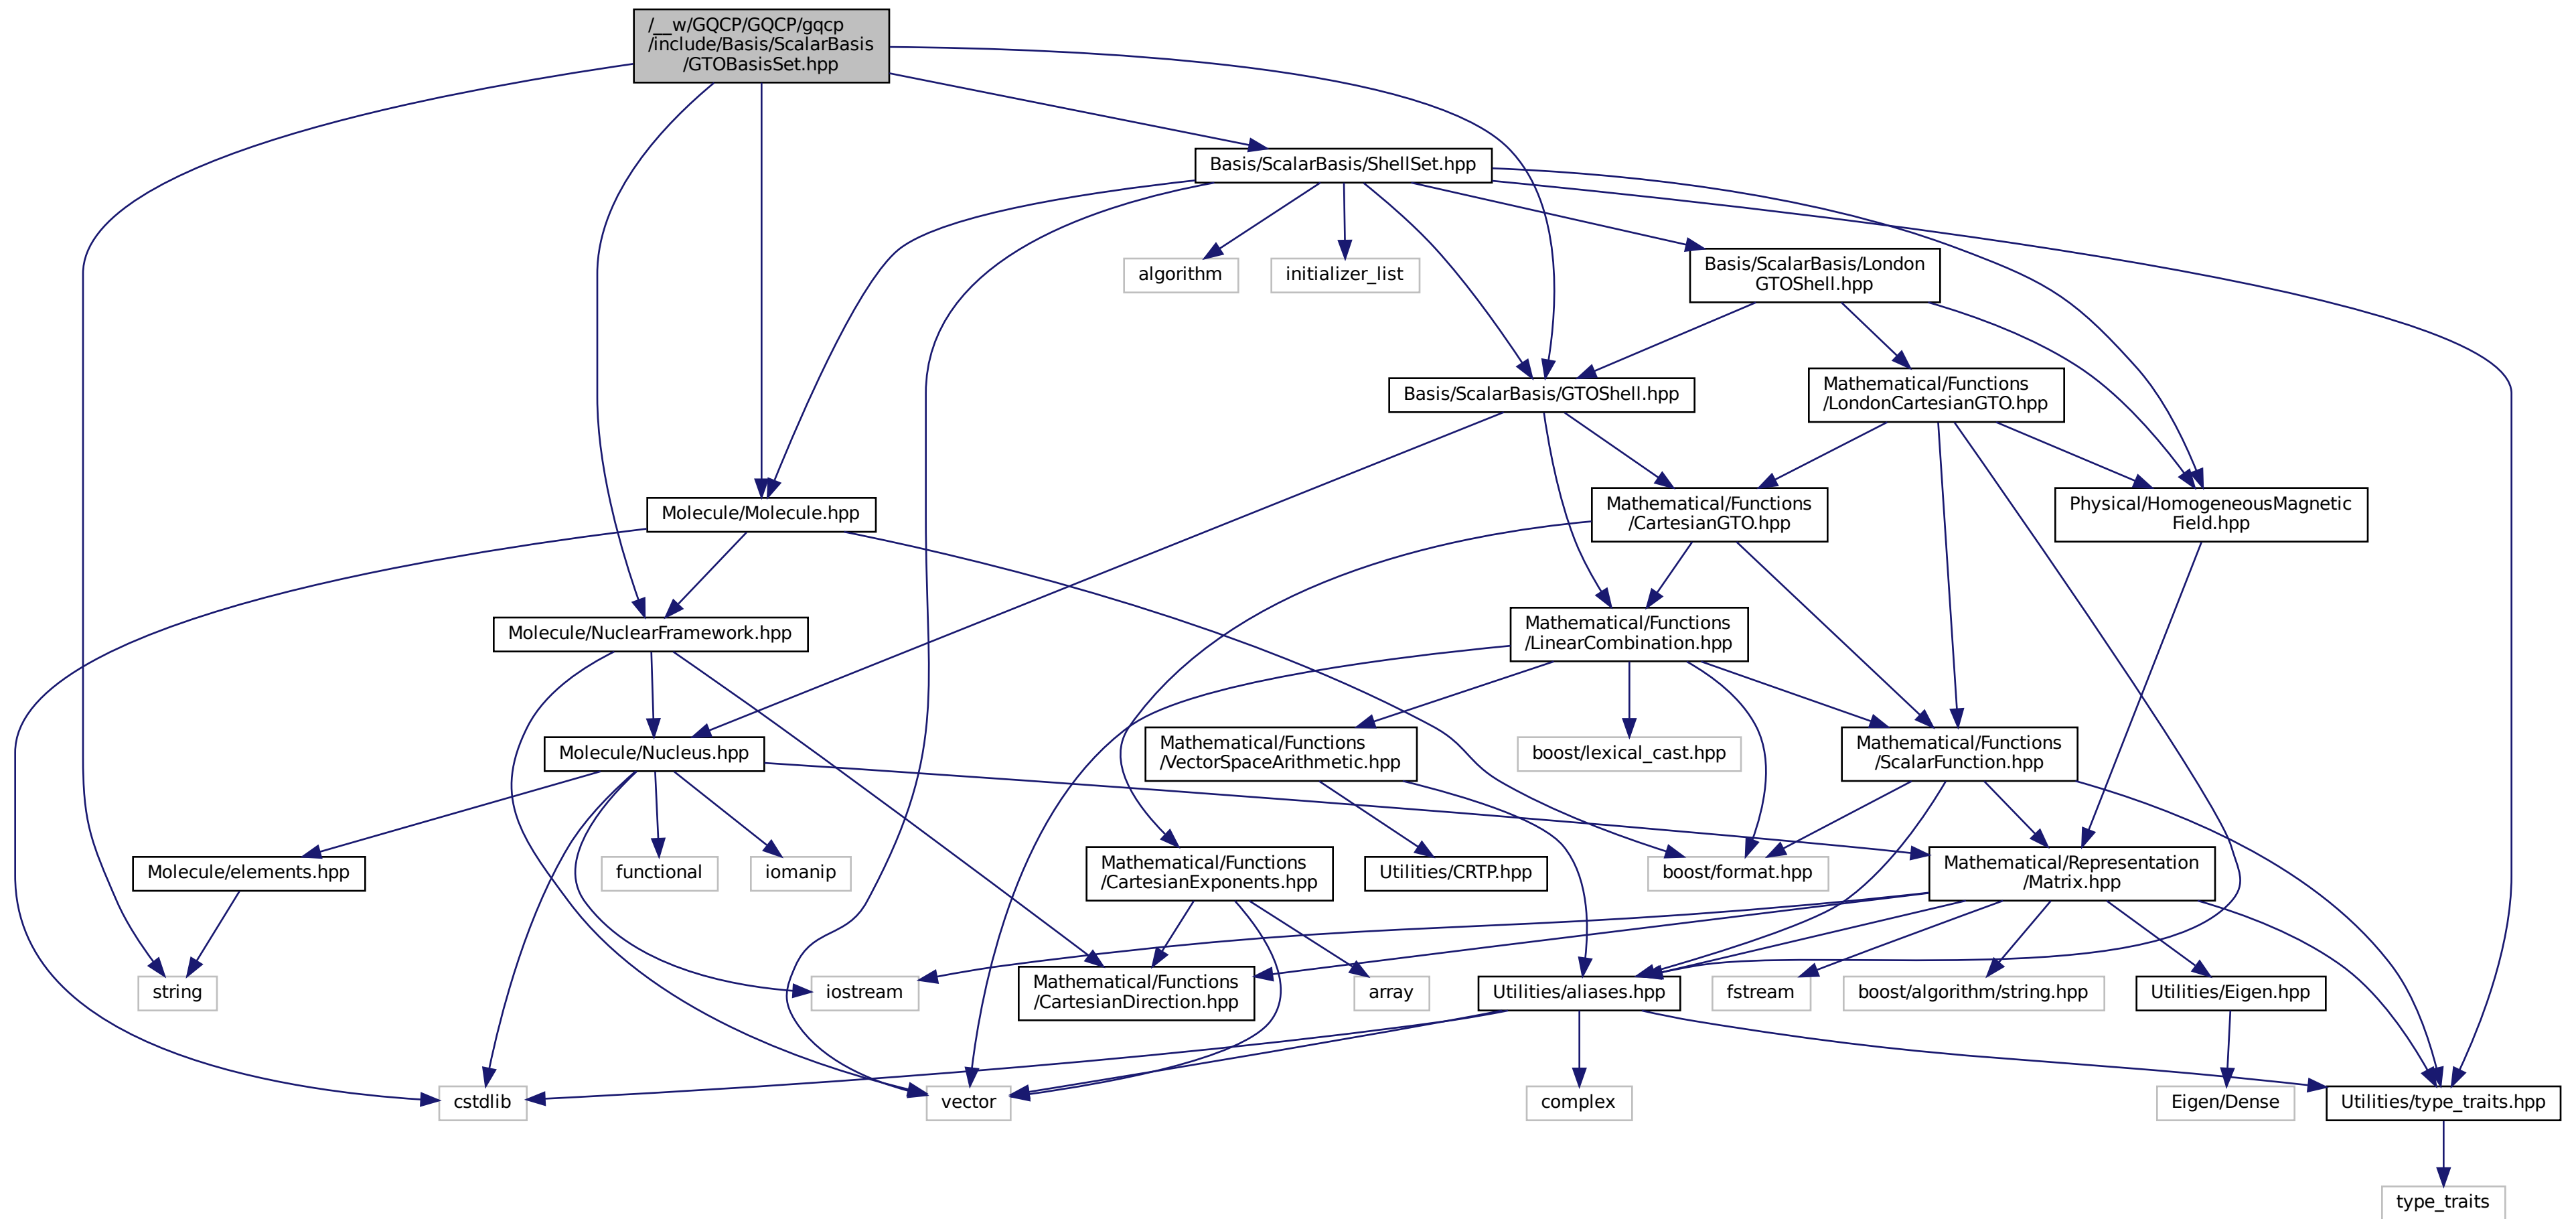 /__w/GQCP/GQCP/gqcp
/include/Basis/ScalarBasis
/GTOBasisSet.hpp
Basis/ScalarBasis/ShellSet.hpp
algorithm
initializer_list
Basis/ScalarBasis/London
GTOShell.hpp
Basis/ScalarBasis/GTOShell.hpp
Mathematical/Functions
/LondonCartesianGTO.hpp
Molecule/Molecule.hpp
Mathematical/Functions
/CartesianGTO.hpp
Physical/HomogeneousMagnetic
Field.hpp
Molecule/NuclearFramework.hpp
Mathematical/Functions
/LinearCombination.hpp
Molecule/Nucleus.hpp
Mathematical/Functions
/VectorSpaceArithmetic.hpp
boost/lexical_cast.hpp
Mathematical/Functions
/ScalarFunction.hpp
Molecule/elements.hpp
functional
iomanip
Mathematical/Functions
/CartesianExponents.hpp
Utilities/CRTP.hpp
boost/format.hpp
Mathematical/Representation
/Matrix.hpp
string
iostream
Mathematical/Functions
/CartesianDirection.hpp
array
Utilities/aliases.hpp
fstream
boost/algorithm/string.hpp
Utilities/Eigen.hpp
cstdlib
vector
complex
Eigen/Dense
Utilities/type_traits.hpp
type_traits